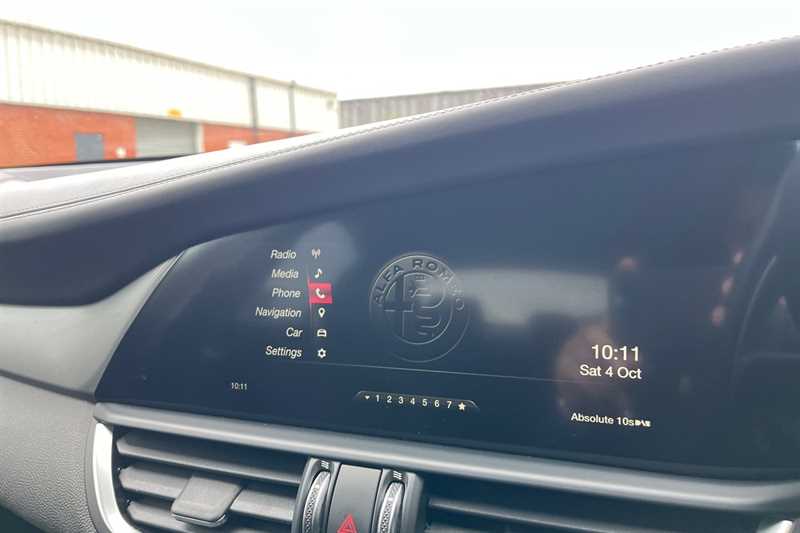 Radio
Media
Phone
Navigation
Car
Settings
ALFA ROMEO
10:11
Sat 4 Oct
10:11
1 2 3 4 5 6 7
Absolute 10s DAB